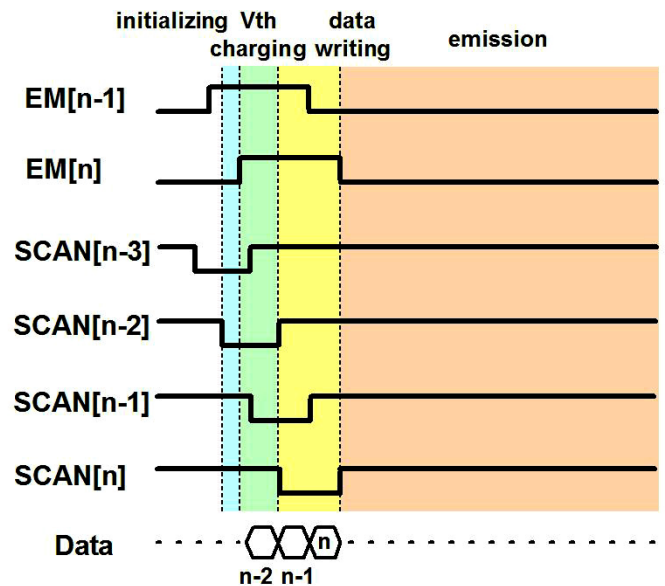 initializing Vth data
charging writing emission
EM[n-1]
EM[n]
SCAN[n-3]
SCAN[n-2]
SCAN[n-1]
SCAN[n]
Data n
n-2 n-1